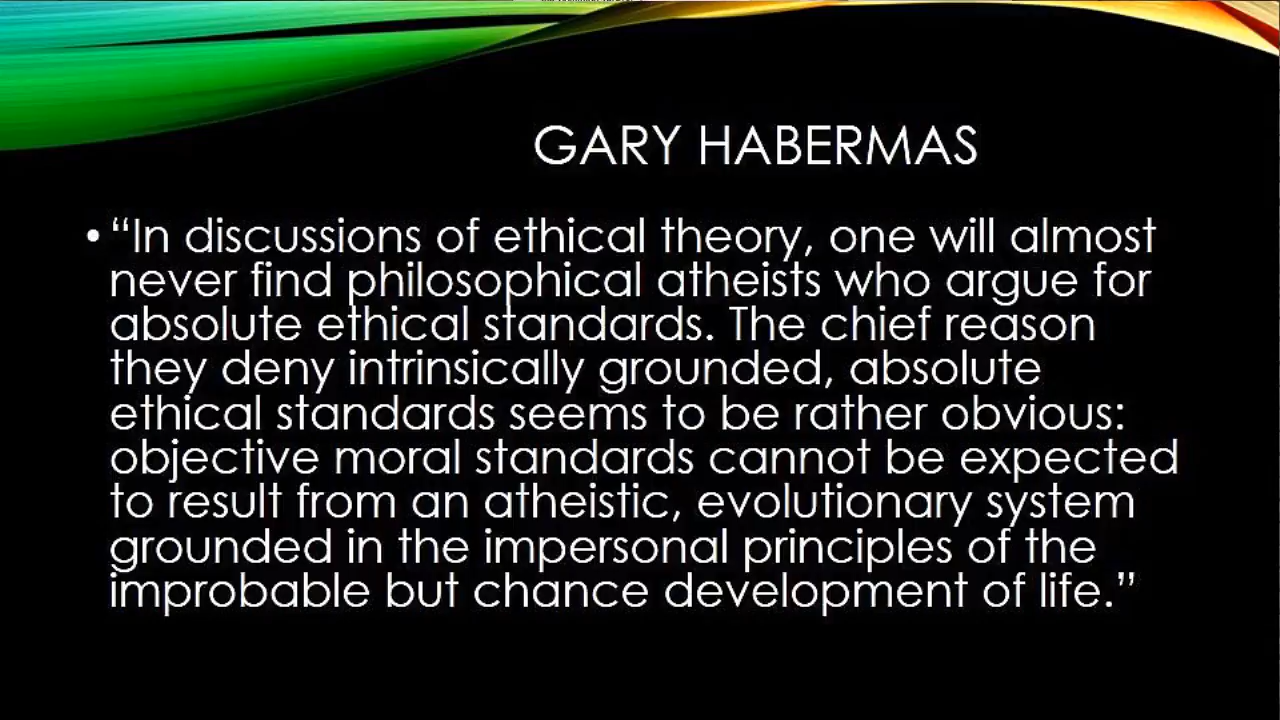 GARY HABERMAS
• “In discussions of ethical theory, one will almost
never find philosophical atheists who argue for
absolute ethical standards. The chief reason
they deny intrinsically grounded, absolute
ethical standards seems to be rather obvious:
objective moral standards cannot be expected
to result from an atheistic, evolutionary system
grounded in the impersonal principles of the
improbable but chance development of life.”